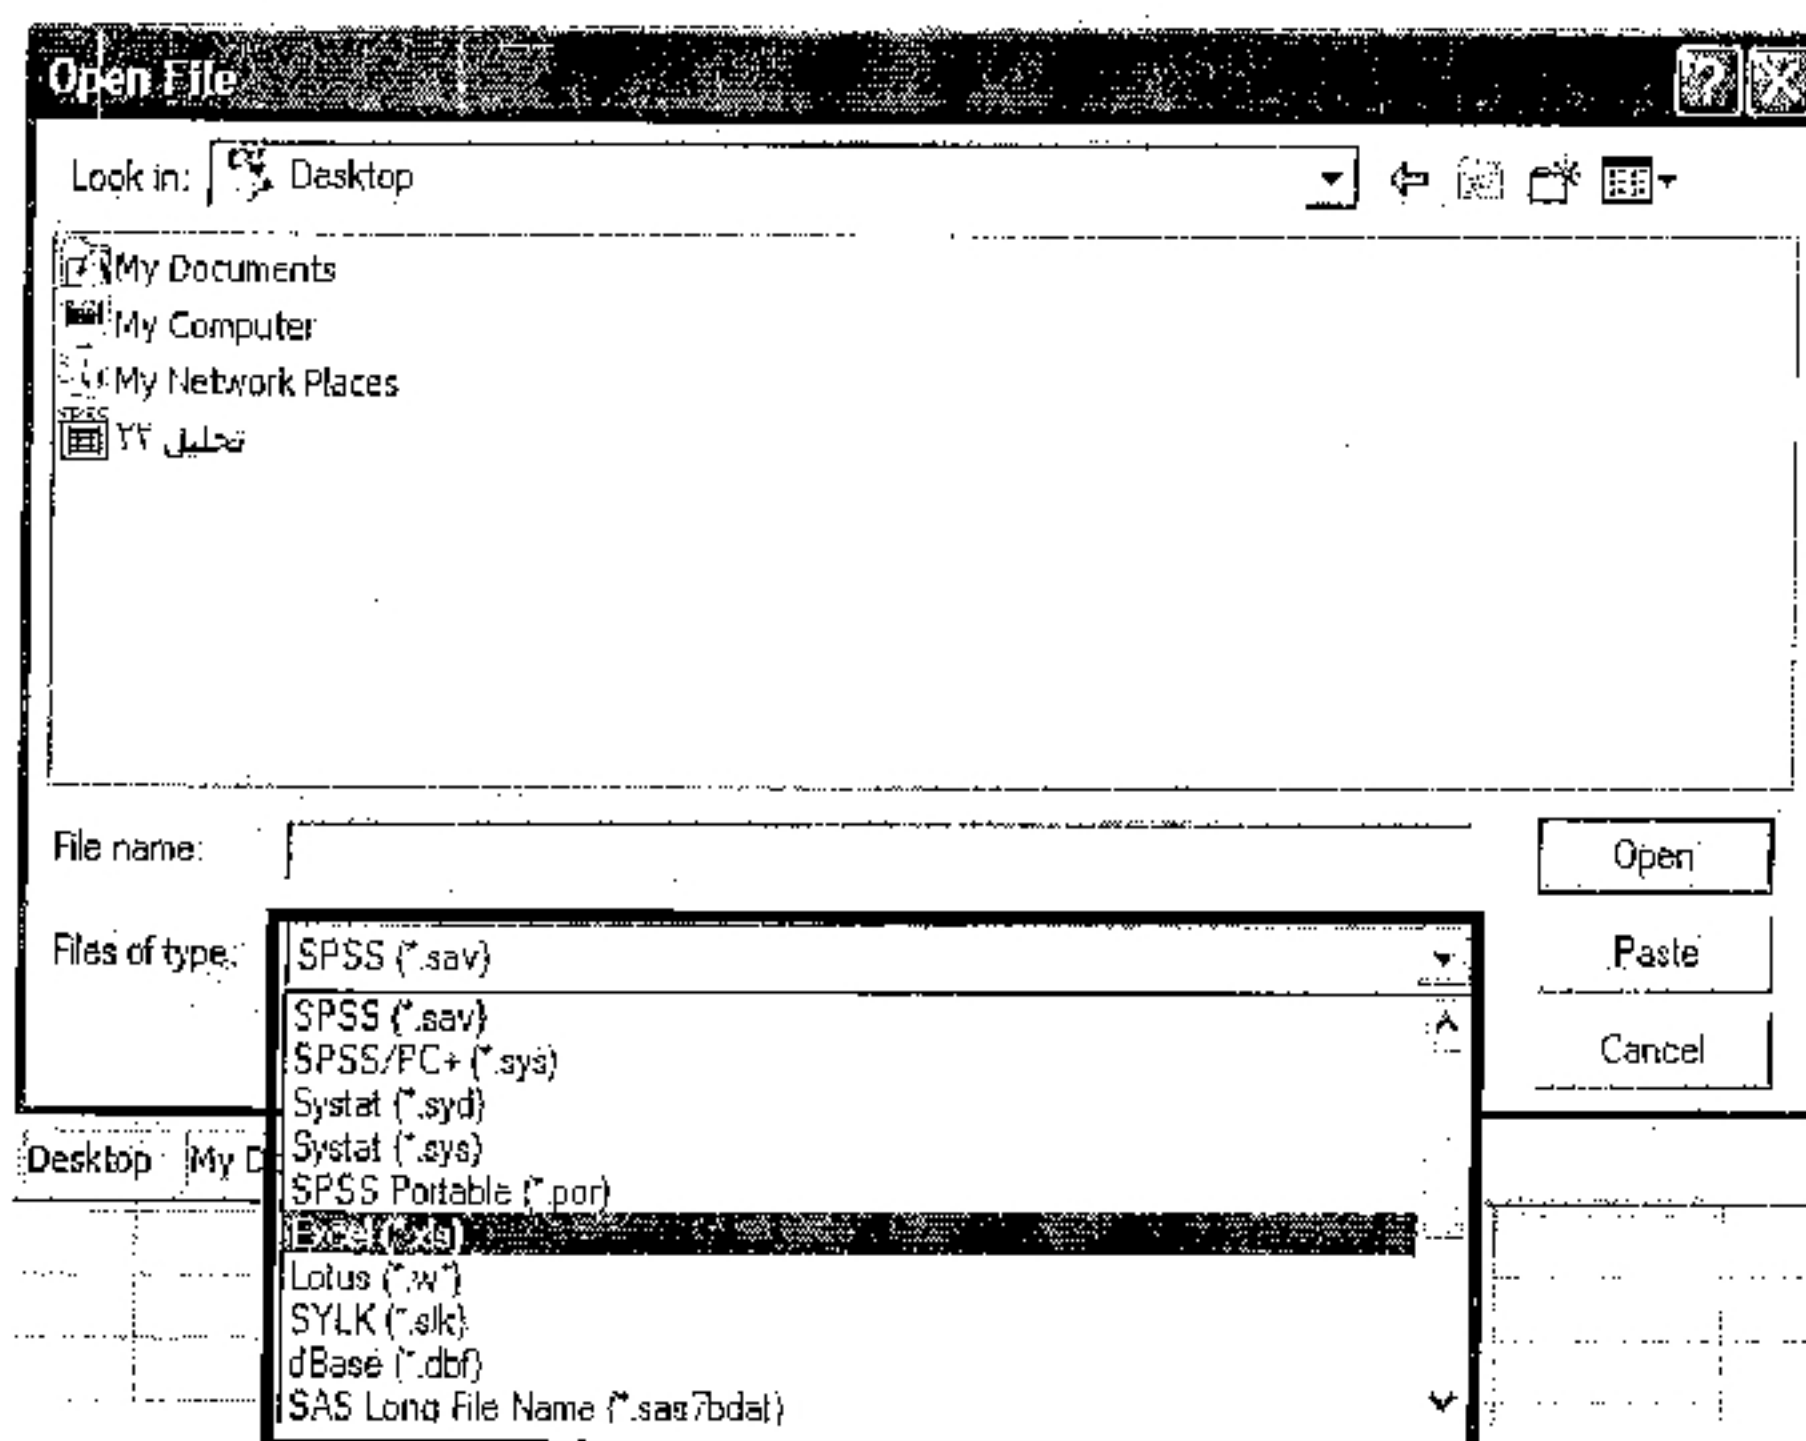 Open File
Look in: Desktop
My Documents
My Computer
My Network Places
تحليل ٢٢
File name:
Open
Files of type: SPSS (*.sav)
Paste
SPSS (*.sav)
SPSS/PC+ (*.sys)
Cancel
Systat (*.syd)
Systat (*.sys)
Desktop My D
SPSS Portable (*.por)
Excel (*.xls)
Lotus (*.w*)
SYLK (*.slk)
dBase (*.dbf)
SAS Long File Name (*.sas7bdat)